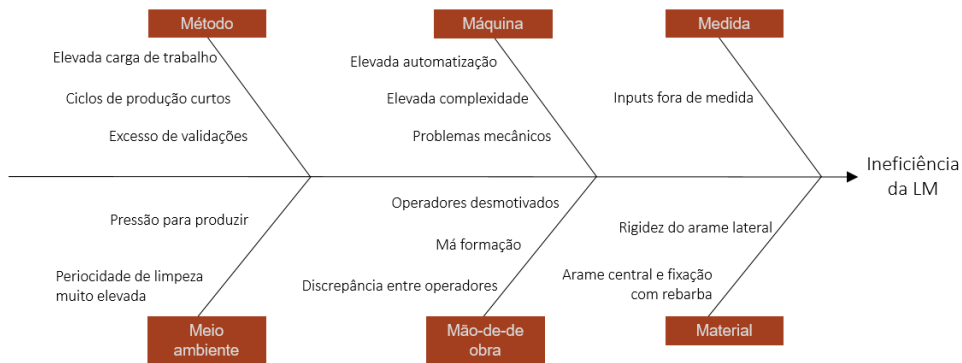 Método
Máquina
Medida
Elevada carga de trabalho
Ciclos de produção curtos
Excesso de validações
Elevada automatização
Elevada complexidade
Problemas mecânicos
Inputs fora de medida
Ineficiência
da LM
Pressão para produzir
Periocidade de limpeza
muito elevada
Operadores desmotivados
Má formação
Discrepância entre operadores
Rigidez do arame lateral
Arame central e fixação
com rebarba
Meio
ambiente
Mão-de-de
obra
Material